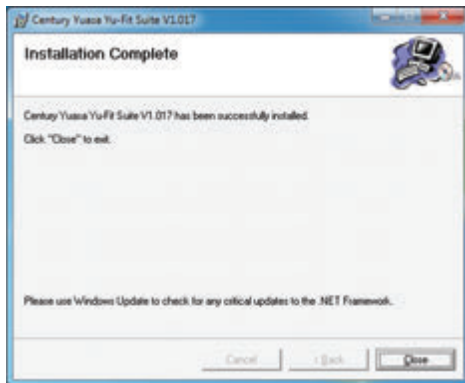 Century Yuasa Yu-Fit Suite V1.017
Installation Complete
Century Yuasa Yu-Fit Suite V1.017 has been successfully installed.
Click "Close" to exit.
Please use Windows Update to check for any critical updates to the .NET Framework.
Cancel
< Back
Close